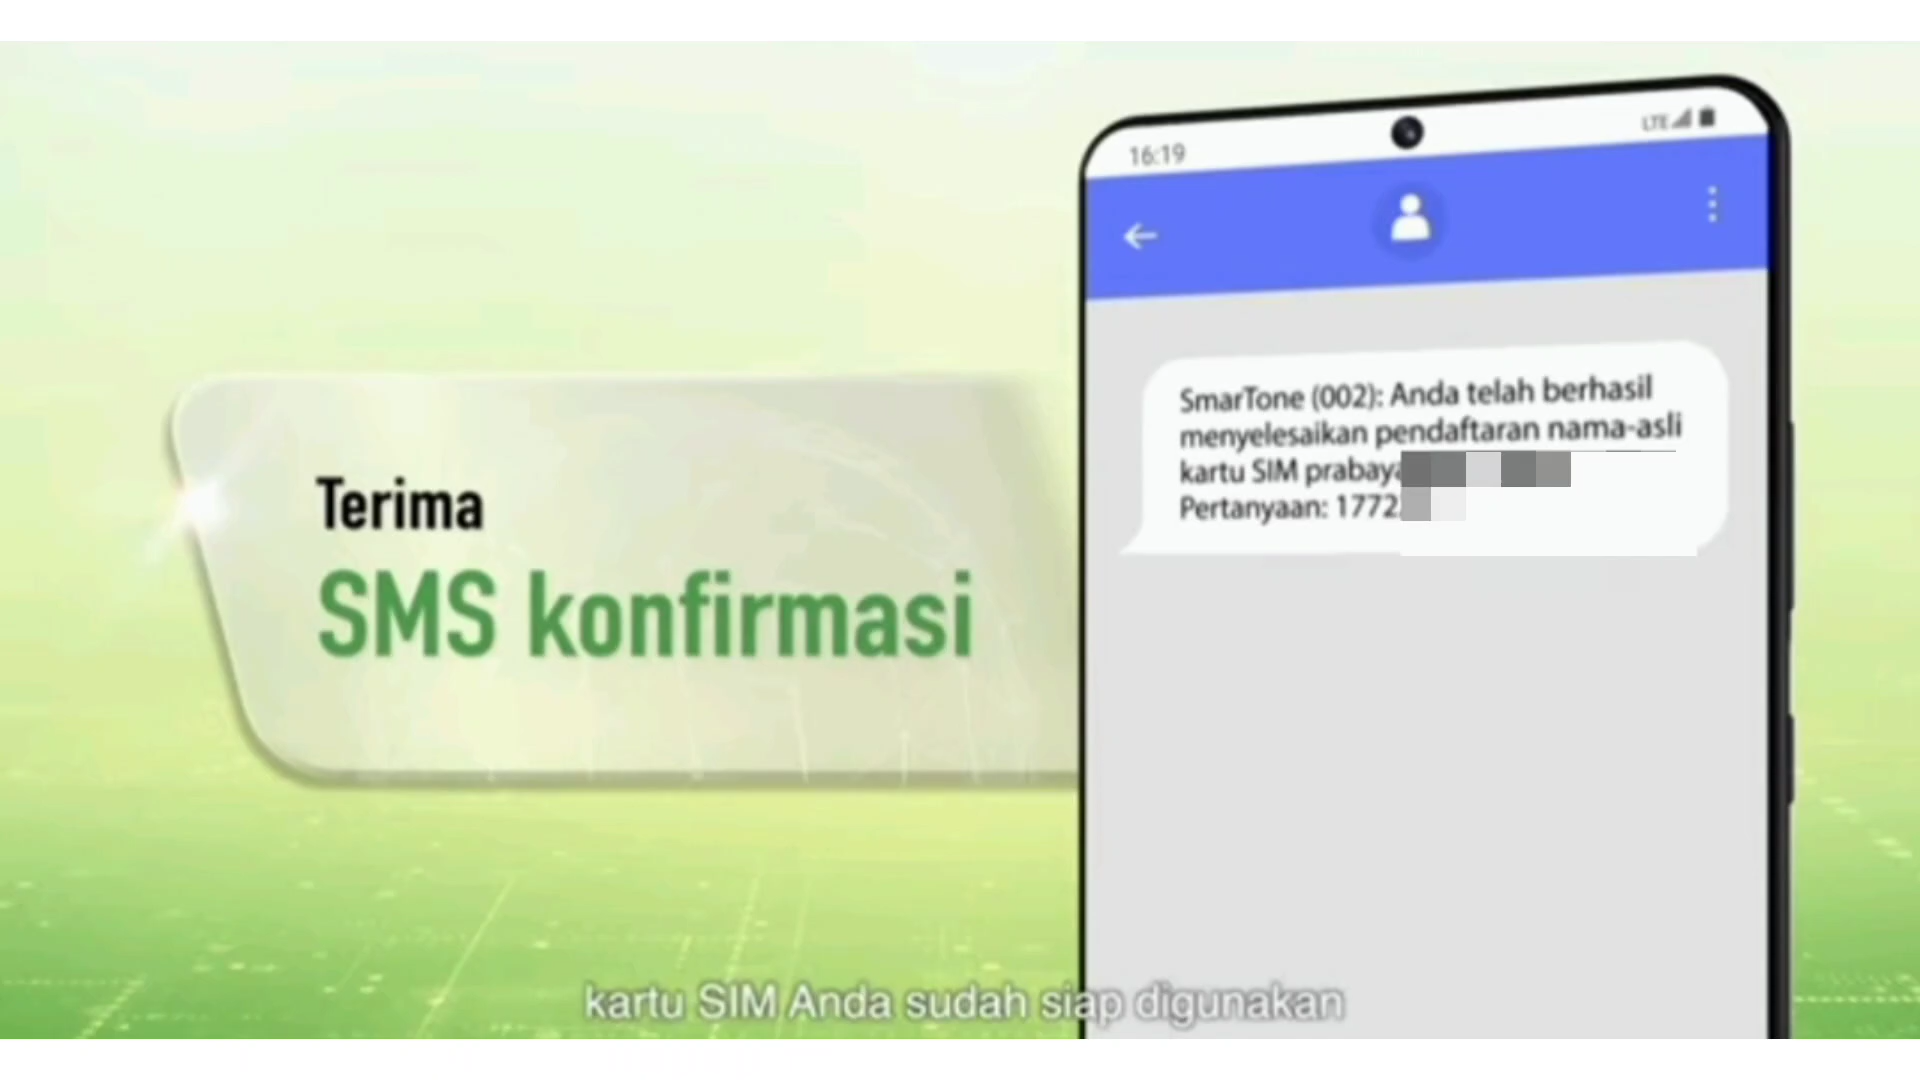 16:19
LTE
Terima
SMS konfirmasi
SmarTone (002): Anda telah berhasil
menyelesaikan pendaftaran nama-asli
kartu SIM prabaya
Pertanyaan: 1772
kartu SIM Anda sudah siap digunakan